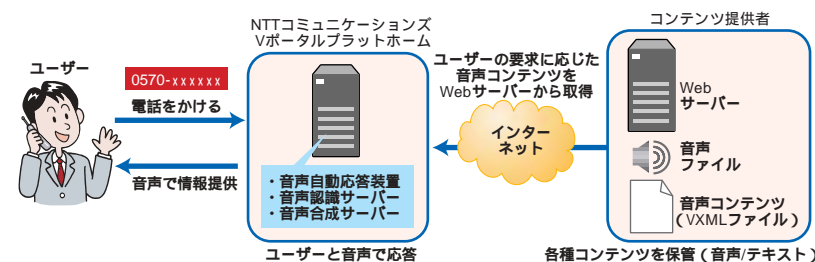 ユーザー
0570-xxxxxx
電話をかける
音声で情報提供
NTTコミュニケーションズ
Vポータルプラットホーム
・音声自動応答装置
・音声認識サーバー
・音声合成サーバー
ユーザーと音声で応答
ユーザーの要求に応じた
音声コンテンツを
Webサーバーから取得
インター
ネット
コンテンツ提供者
Web
サーバー
音声
ファイル
音声コンテンツ
(VXMLファイル)
各種コンテンツを保管(音声/テキスト)